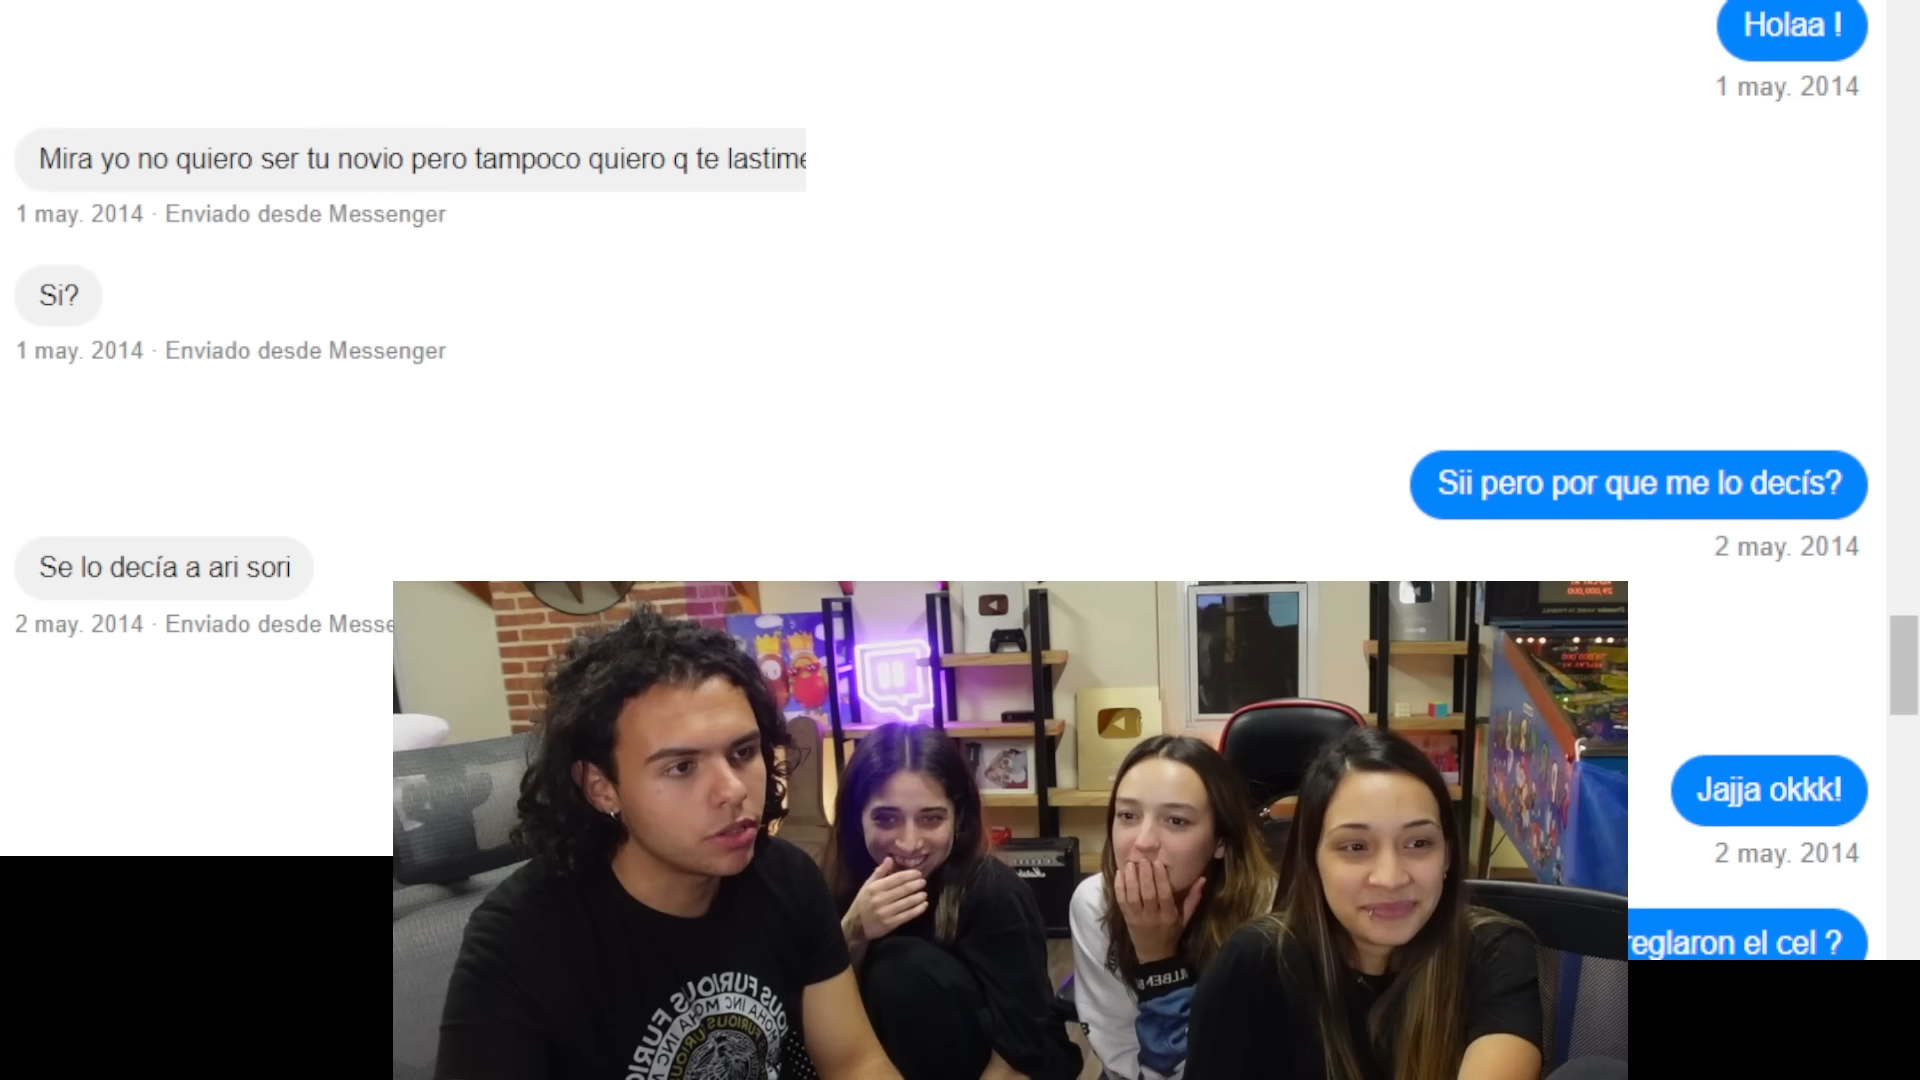 Holaa !
1 may. 2014
Mira yo no quiero ser tu novio pero tampoco quiero q te lastime
1 may. 2014 · Enviado desde Messenger
Si?
1 may. 2014 · Enviado desde Messenger
Sii pero por que me lo decís?
2 may. 2014
Se lo decía a ari sori
2 may. 2014 · Enviado desde Messe
Jajja okkk!
2 may. 2014
reglaron el cel ?